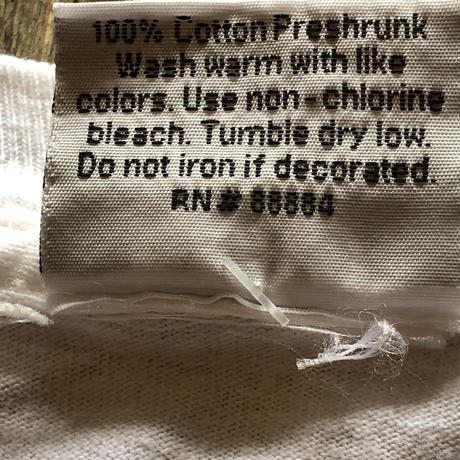 100% Cotton Preshrunk
Wash warm with like
colors. Use non-chlorine
bleach. Tumble dry low.
Do not iron if decorated.
RN# 88884